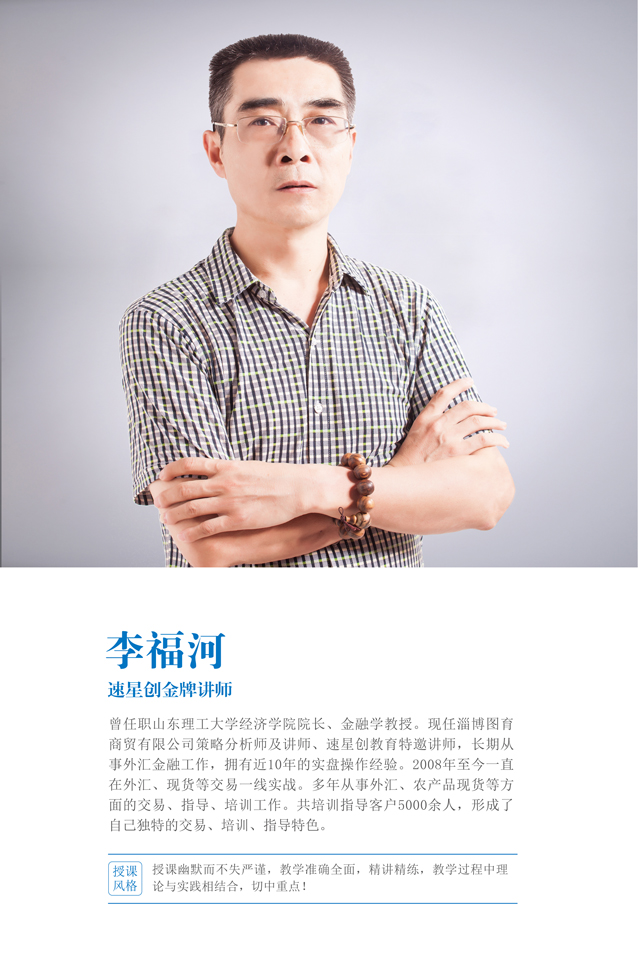 李福河
速星创金牌讲师
曾任职山东理工大学经济学院院长、金融学教授。现任淄博图育
商贸有限公司策略分析师及讲师、速星创教育特邀讲师，长期从
事外汇金融工作，拥有近10年的实盘操作经验。2008年至今一直
在外汇、现货等交易一线实战。多年从事外汇、农产品现货等方
面的交易、指导、培训工作。共培训指导客户5000余人，形成了
自己独特的交易、培训、指导特色。
授课
风格
授课幽默而不失严谨，教学准确全面，精讲精练，教学过程中理
论与实践相结合，切中重点！